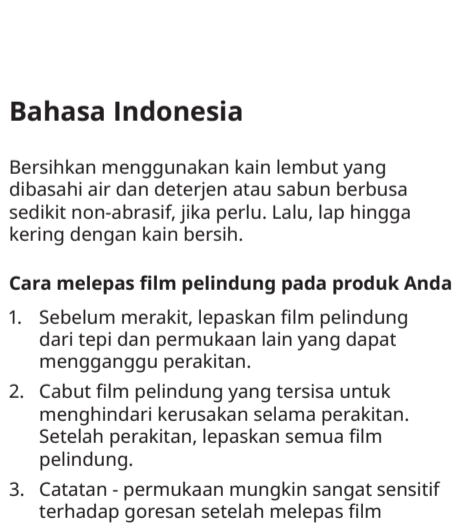 Bahasa Indonesia
Bersihkan menggunakan kain lembut yang
dibasahi air dan deterjen atau sabun berbusa
sedikit non-abrasif, jika perlu. Lalu, lap hingga
kering dengan kain bersih.
Cara melepas film pelindung pada produk Anda
1. Sebelum merakit, lepaskan film pelindung
dari tepi dan permukaan lain yang dapat
mengganggu perakitan.
2. Cabut film pelindung yang tersisa untuk
menghindari kerusakan selama perakitan.
Setelah perakitan, lepaskan semua film
pelindung.
3. Catatan - permukaan mungkin sangat sensitif
terhadap goresan setelah melepas film